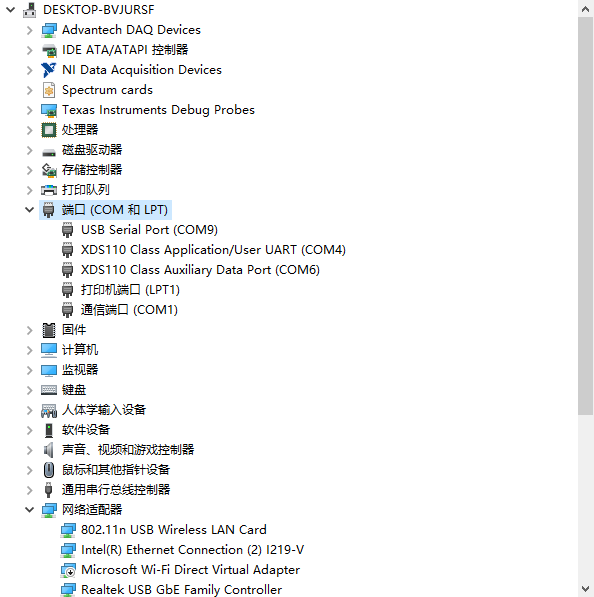 DESKTOP-BVJURSF
Advantech DAQ Devices
IDE ATA/ATAPI 控制器
NI Data Acquisition Devices
Spectrum cards
Texas Instruments Debug Probes
处理器
磁盘驱动器
存储控制器
打印队列
端口 (COM 和 LPT)
USB Serial Port (COM9)
XDS110 Class Application/User UART (COM4)
XDS110 Class Auxiliary Data Port (COM6)
打印机端口 (LPT1)
通信端口 (COM1)
固件
计算机
监视器
键盘
人体学输入设备
软件设备
声音、视频和游戏控制器
鼠标和其他指针设备
通用串行总线控制器
网络适配器
802.11n USB Wireless LAN Card
Intel(R) Ethernet Connection (2) I219-V
Microsoft Wi-Fi Direct Virtual Adapter
Realtek USB GbE Family Controller